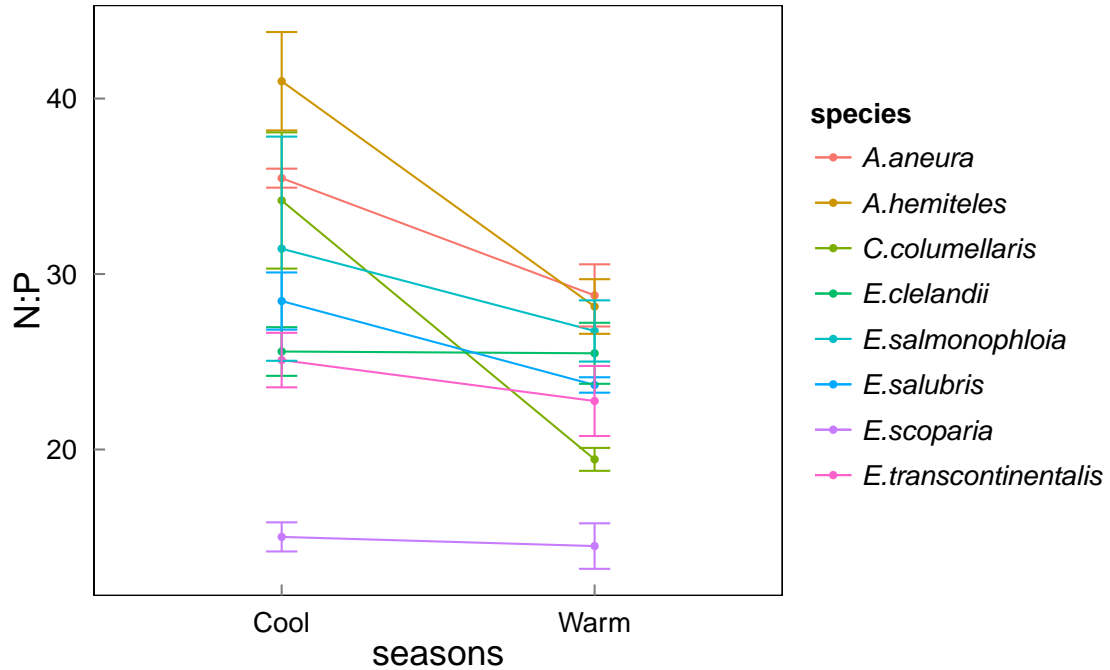 N:P
40
30
20
Cool Warm
seasons
species
A.aneura
A.hemiteles
C.columellaris
E.clelandii
E.salmonophloia
E.salubris
E.scoparia
E.transcontinentalis